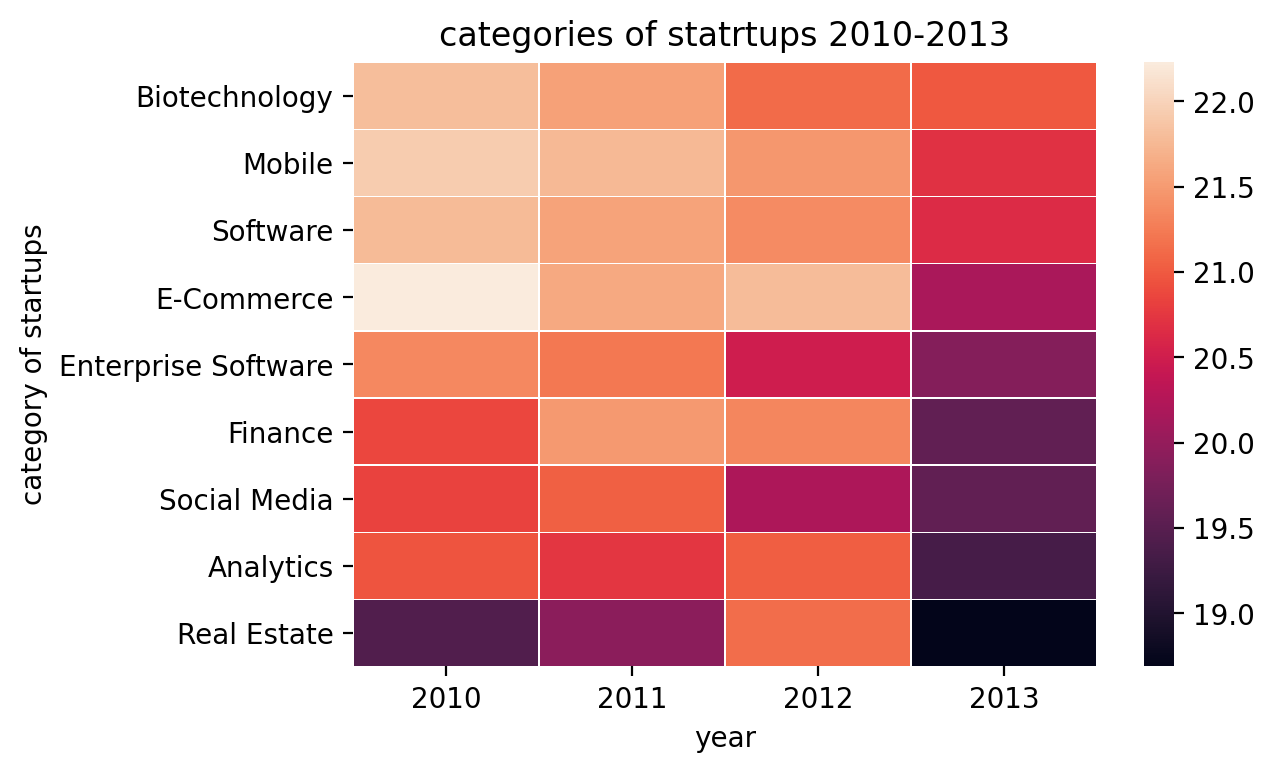 categories of statrtups 2010-2013
category of startups
Biotechnology
Mobile
Software
E-Commerce
Enterprise Software
Finance
Social Media
Analytics
Real Estate
2010 2011 2012 2013
year
22.0
21.5
21.0
20.5
20.0
19.5
19.0